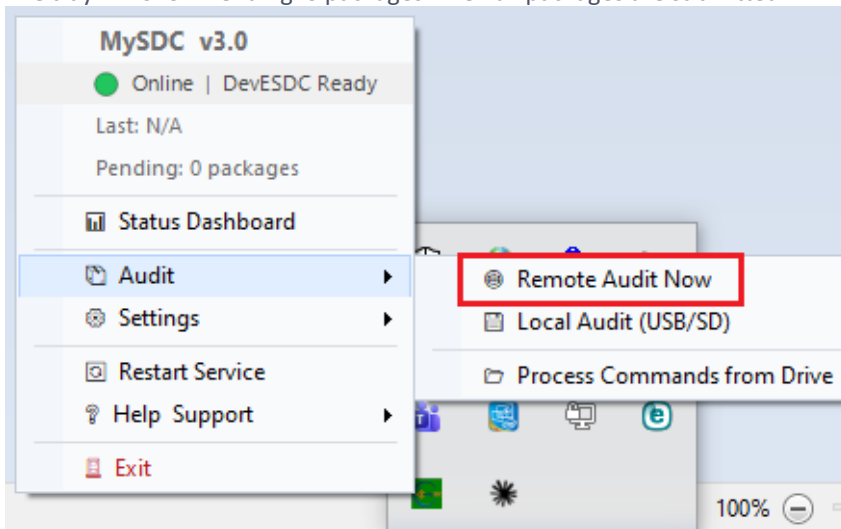 MySDC v3.0
Online | DevESDC Ready
Last: N/A
Pending: 0 packages
Status Dashboard
Audit
Settings
Restart Service
Help Support
Exit
Remote Audit Now
Local Audit (USB/SD)
Process Commands from Drive
100%